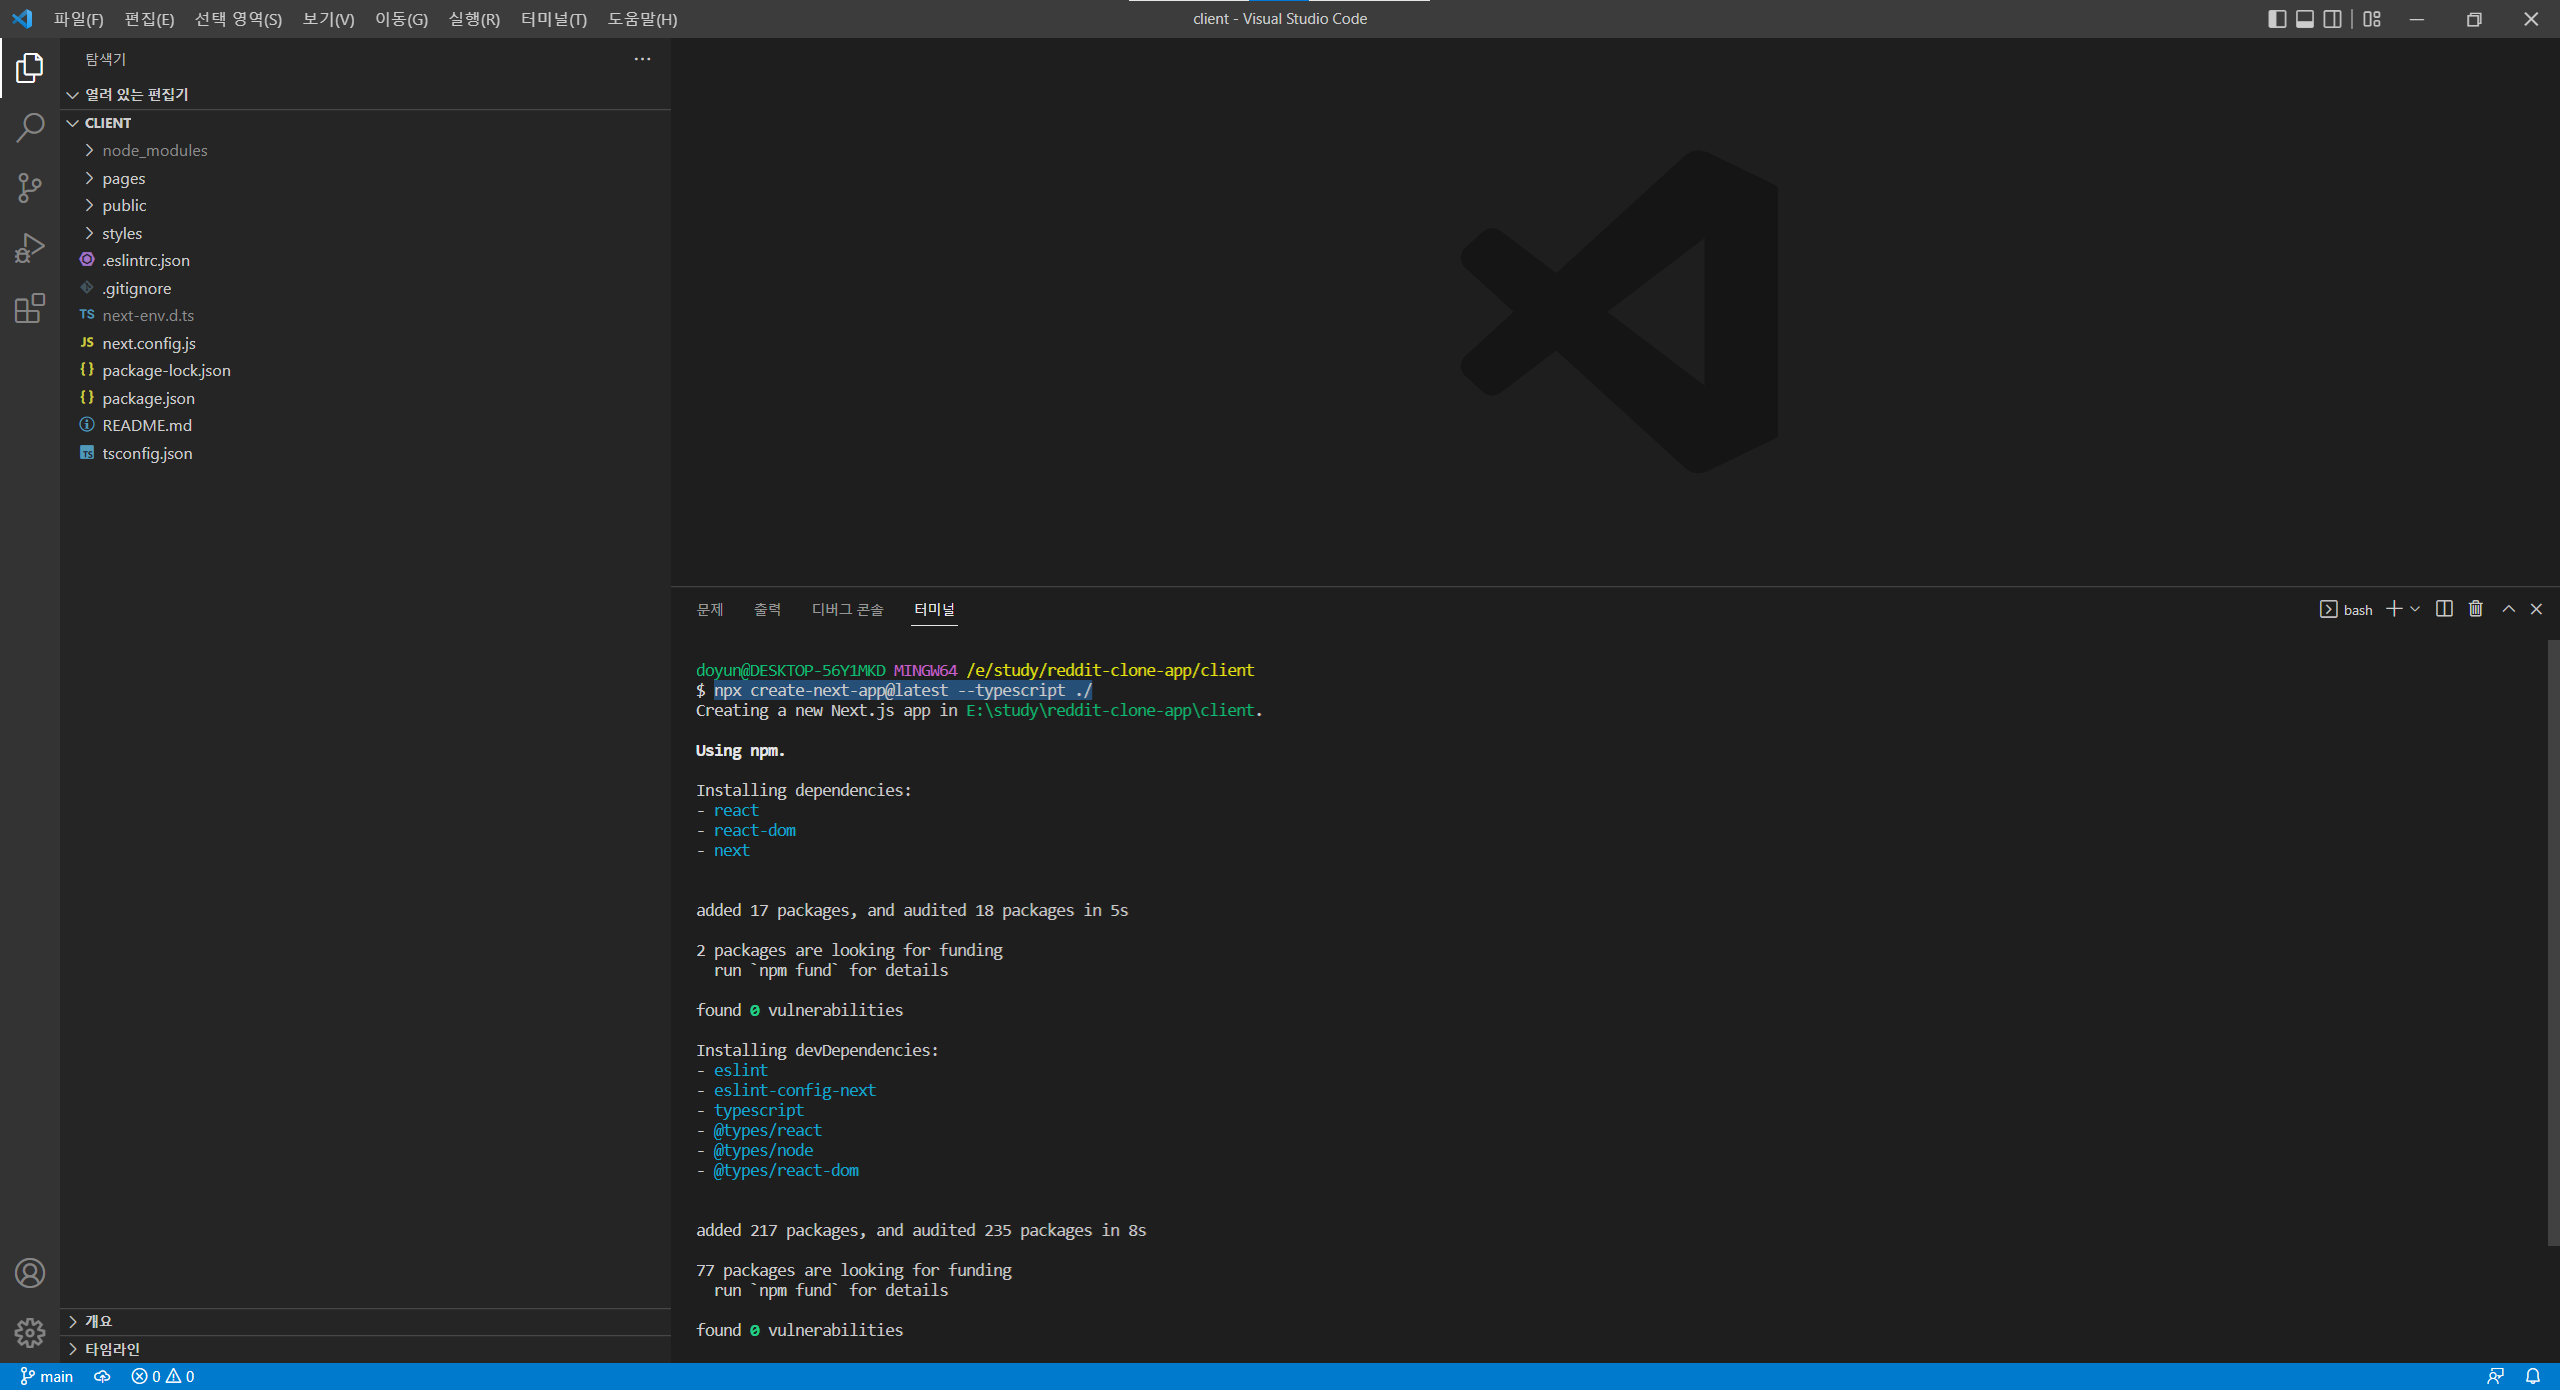 파일(F) 편집(E) 선택 영역(S) 보기(V) 이동(G) 실행(R) 터미널(T) 도움말(H)
client - Visual Studio Code
탐색기
열려 있는 편집기
CLIENT
node_modules
pages
public
styles
.eslintrc.json
.gitignore
TS next-env.d.ts
JS next.config.js
{} package-lock.json
{} package.json
README.md
TS tsconfig.json
개요
타임라인
문제 출력 디버그 콘솔 터미널
bash
doyun@DESKTOP-56Y1MKD MINGW64 /e/study/reddit-clone-app/client
$ npx create-next-app@latest --typescript ./
Creating a new Next.js app in E:\study\reddit-clone-app\client.
Using npm.
Installing dependencies:
- react
- react-dom
- next
added 17 packages, and audited 18 packages in 5s
2 packages are looking for funding
run `npm fund` for details
found 0 vulnerabilities
Installing devDependencies:
- eslint
- eslint-config-next
- typescript
- @types/react
- @types/node
- @types/react-dom
added 217 packages, and audited 235 packages in 8s
77 packages are looking for funding
run `npm fund` for details
found 0 vulnerabilities
main 0 0